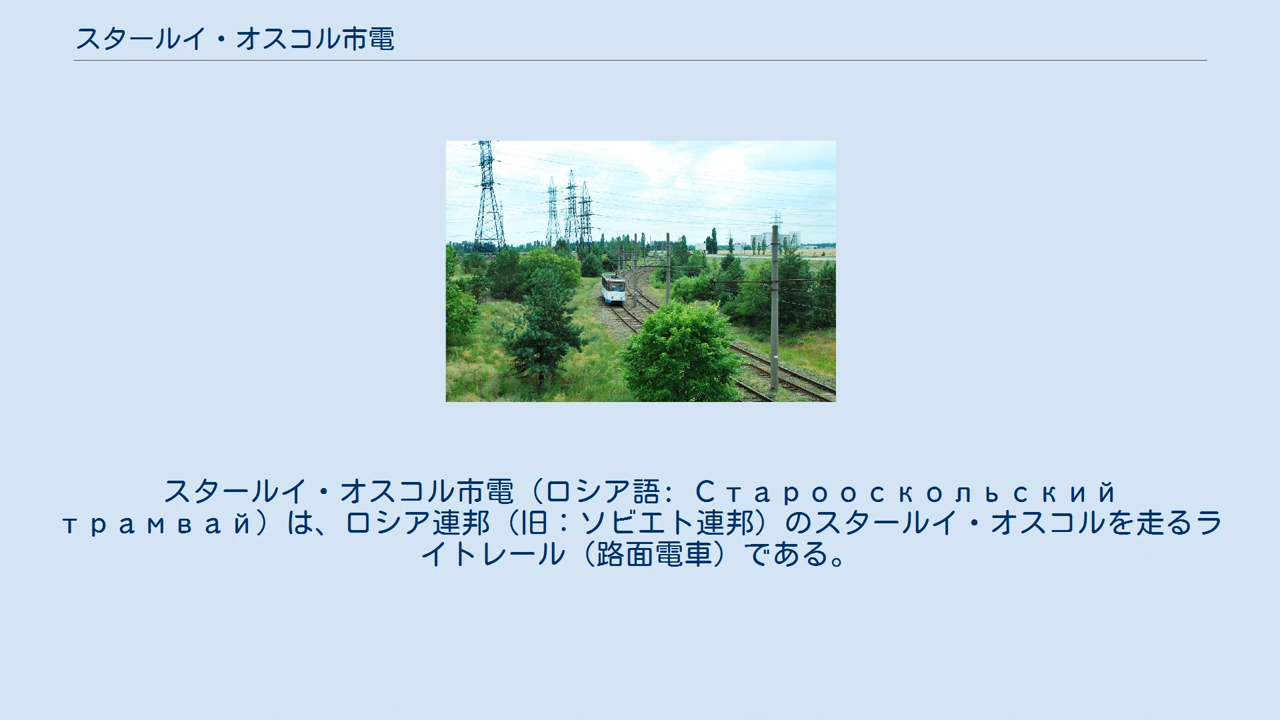 スタールイ・オスコル市電
スタールイ・オスコル市電（ロシア語: Старооскольский
трамвай）は、ロシア連邦（旧：ソビエト連邦）のスタールイ・オスコルを走るラ
イトレール（路面電車）である。